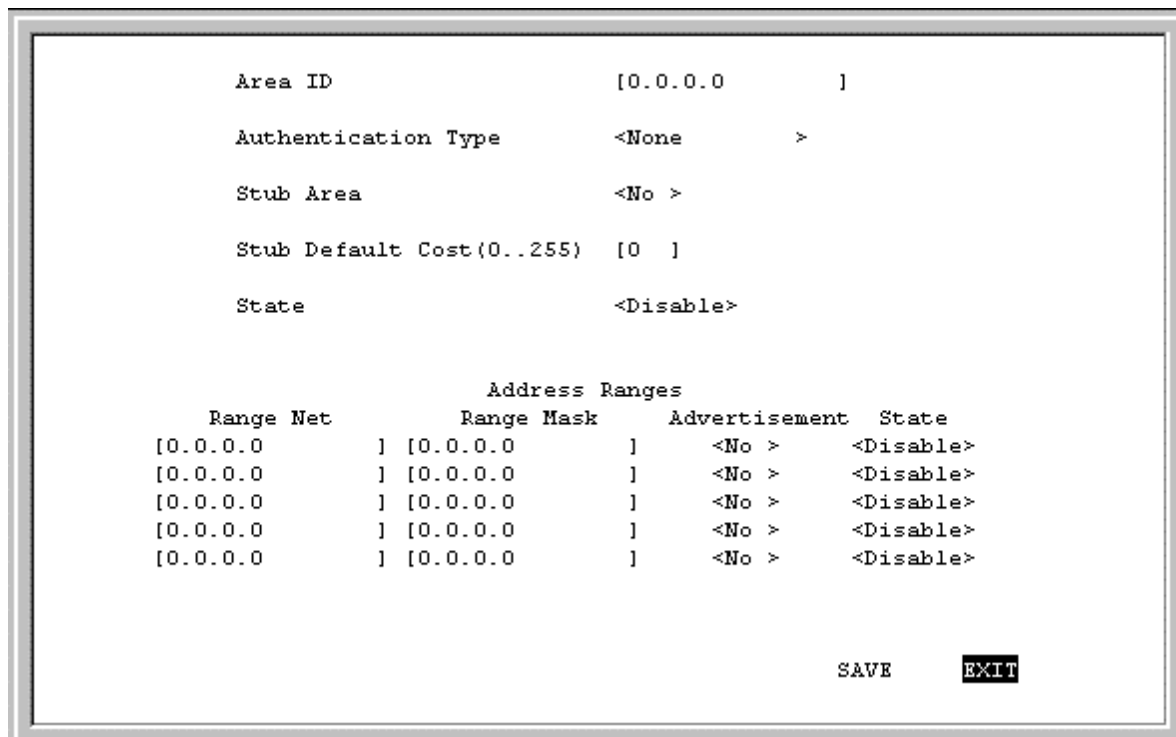 Area ID [0.0.0.0 ]
Authentication Type <None >
Stub Area <No >
Stub Default Cost(0..255) [0 ]
State <Disable>
Address Ranges
Range Net Range Mask Advertisement State
[0.0.0.0 ] [0.0.0.0 ] <No > <Disable>
[0.0.0.0 ] [0.0.0.0 ] <No > <Disable>
[0.0.0.0 ] [0.0.0.0 ] <No > <Disable>
[0.0.0.0 ] [0.0.0.0 ] <No > <Disable>
[0.0.0.0 ] [0.0.0.0 ] <No > <Disable>
SAVE EXIT